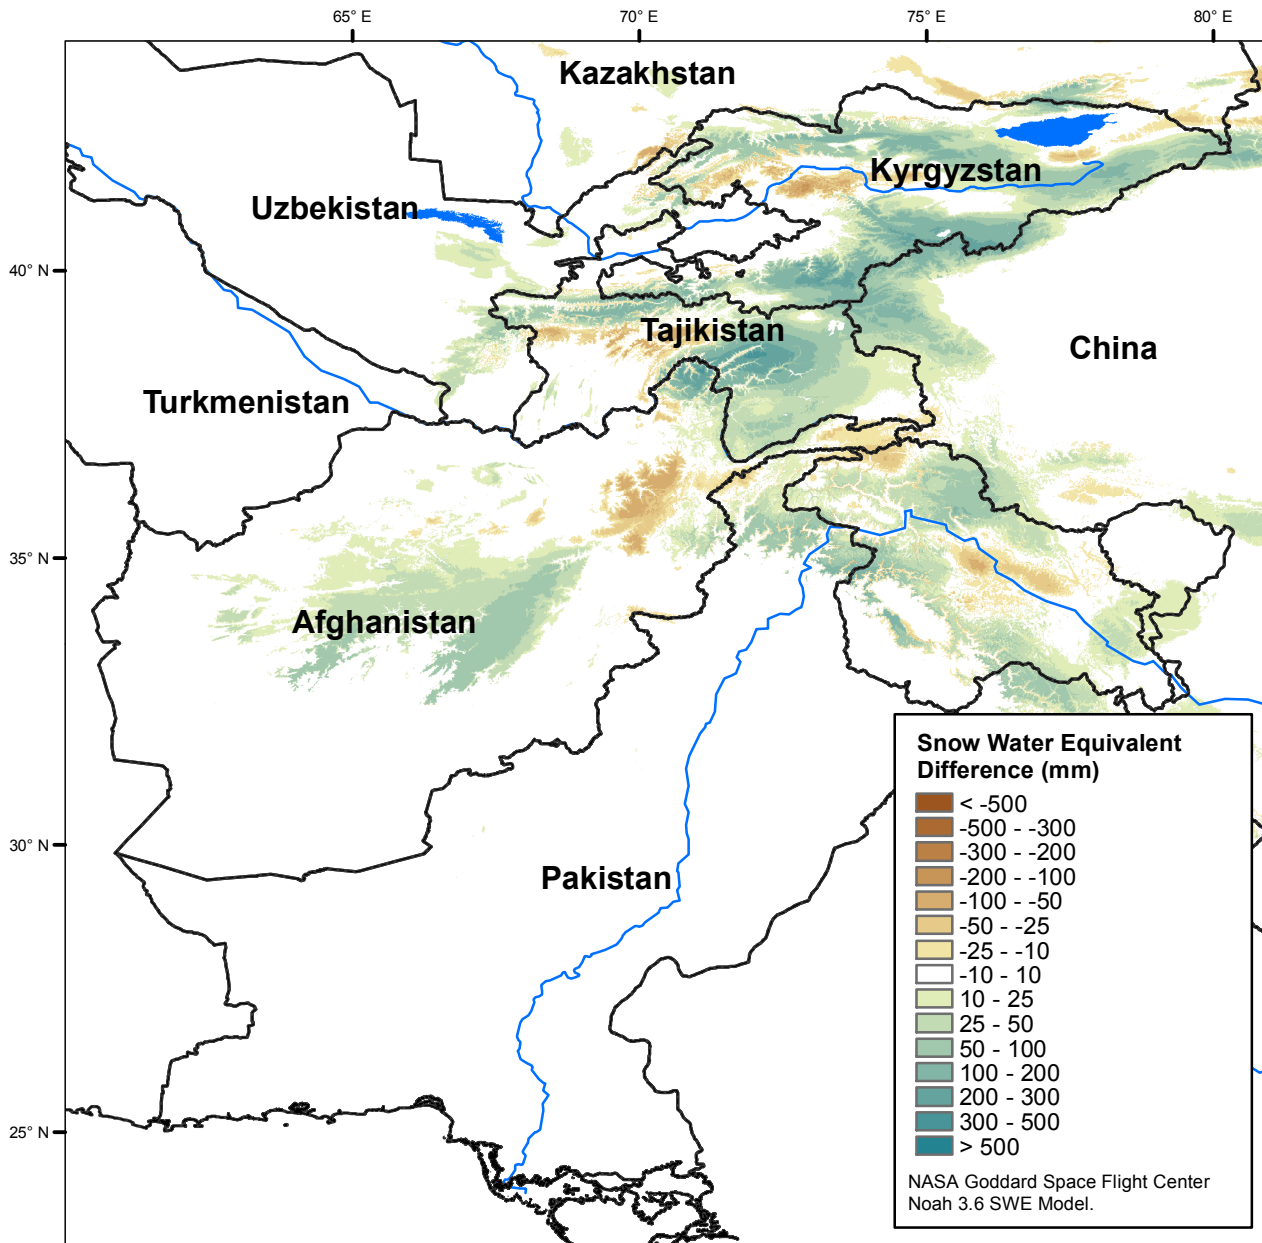 65° E
70° E
75° E
80° E
Kazakhstan
Kyrgyzstan
Uzbekistan
40° N
Tajikistan
China
Turkmenistan
35° N
Afghanistan
30° N
Pakistan
25° N
Snow Water Equivalent
Difference (mm)
< -500
-500 - -300
-300 - -200
-200 - -100
-100 - -50
-50 - -25
-25 - -10
-10 - 10
10 - 25
25 - 50
50 - 100
100 - 200
200 - 300
300 - 500
> 500
NASA Goddard Space Flight Center
Noah 3.6 SWE Model.